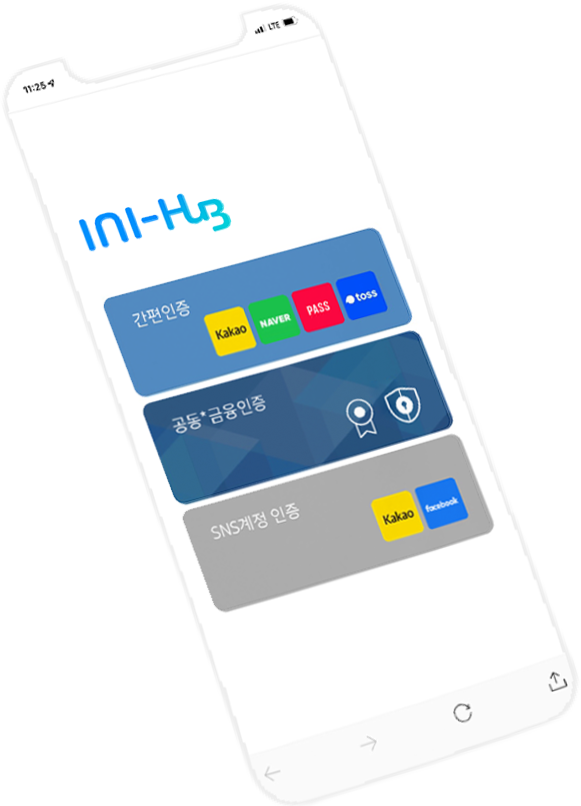 11:25
LTE
INI-HUB
간편인증
Kakao
NAVER
PASS
toss
공동*금융인증
SNS계정 인증
Kakao
facebook